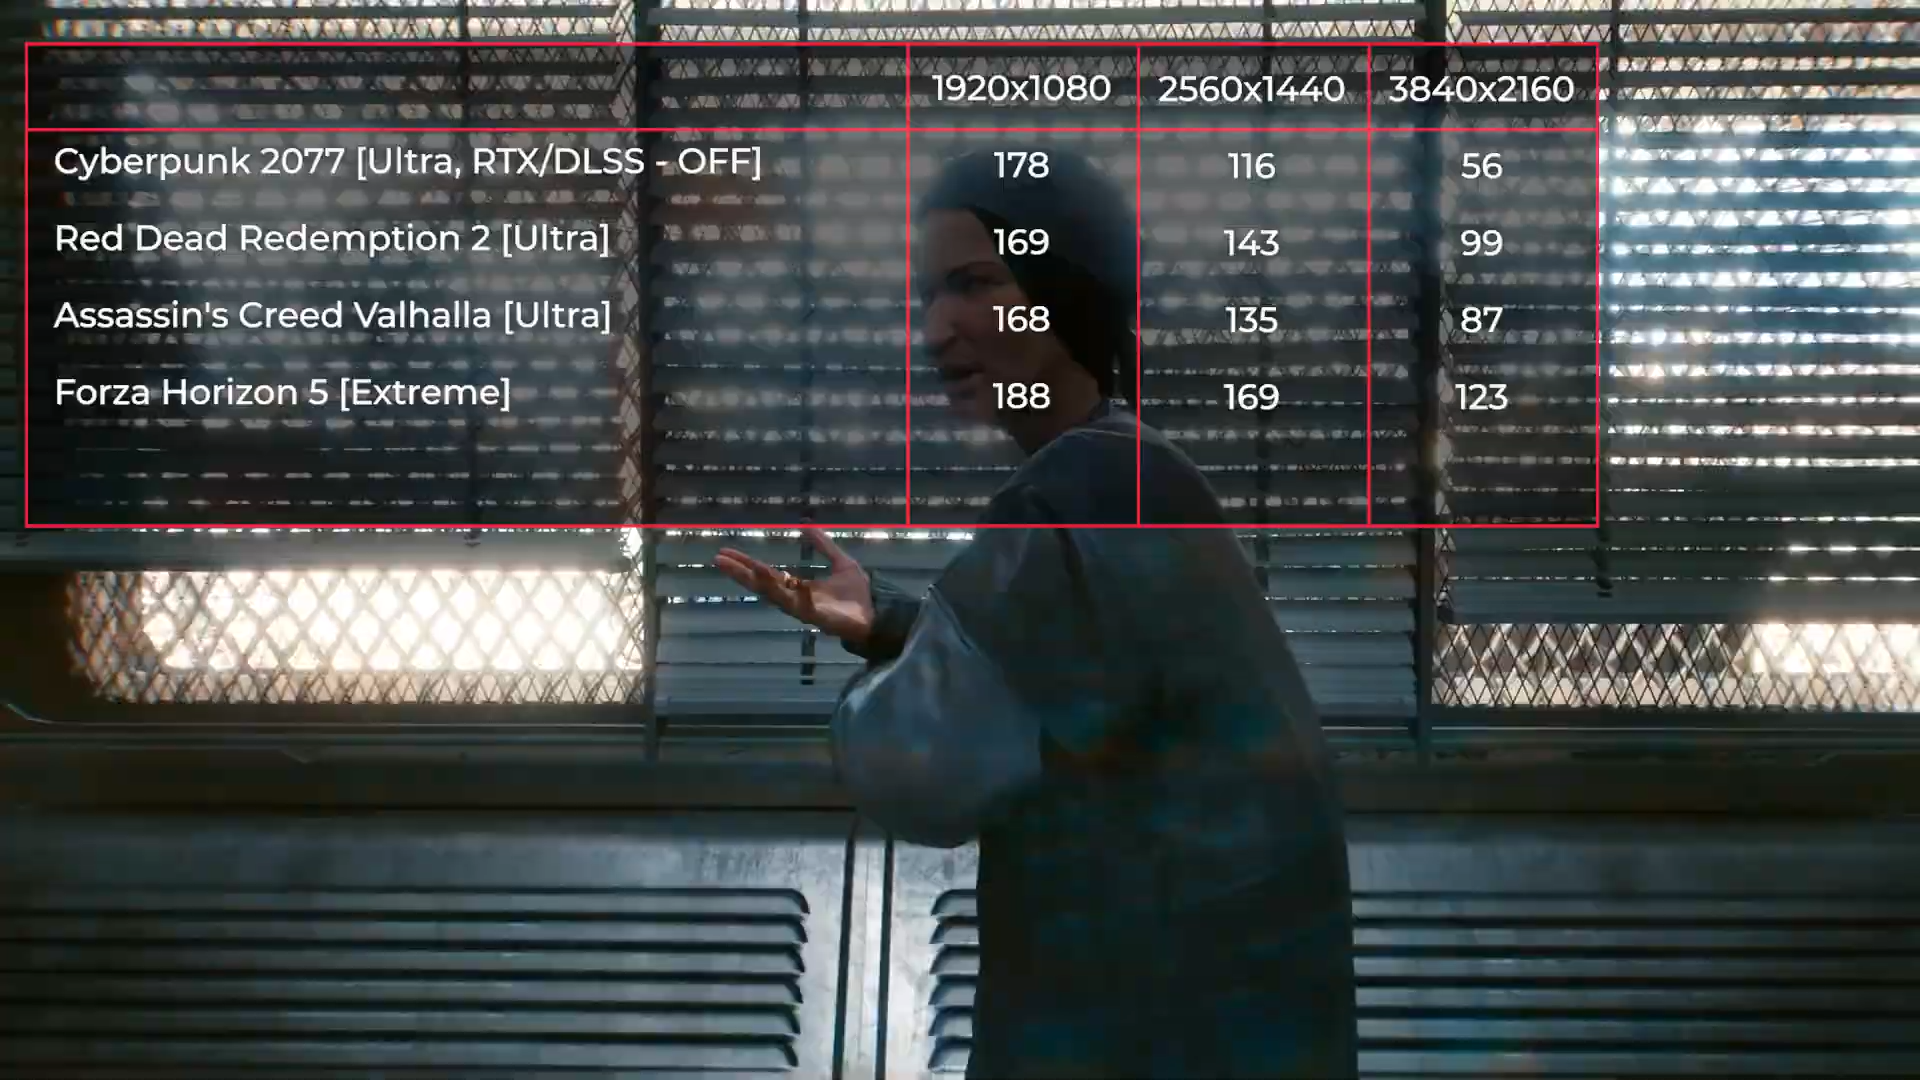 1920x1080 2560x1440 3840x2160
Cyberpunk 2077 [Ultra, RTX/DLSS - OFF] 178 116 56
Red Dead Redemption 2 [Ultra] 169 143 99
Assassin's Creed Valhalla [Ultra] 168 135 87
Forza Horizon 5 [Extreme] 188 169 123